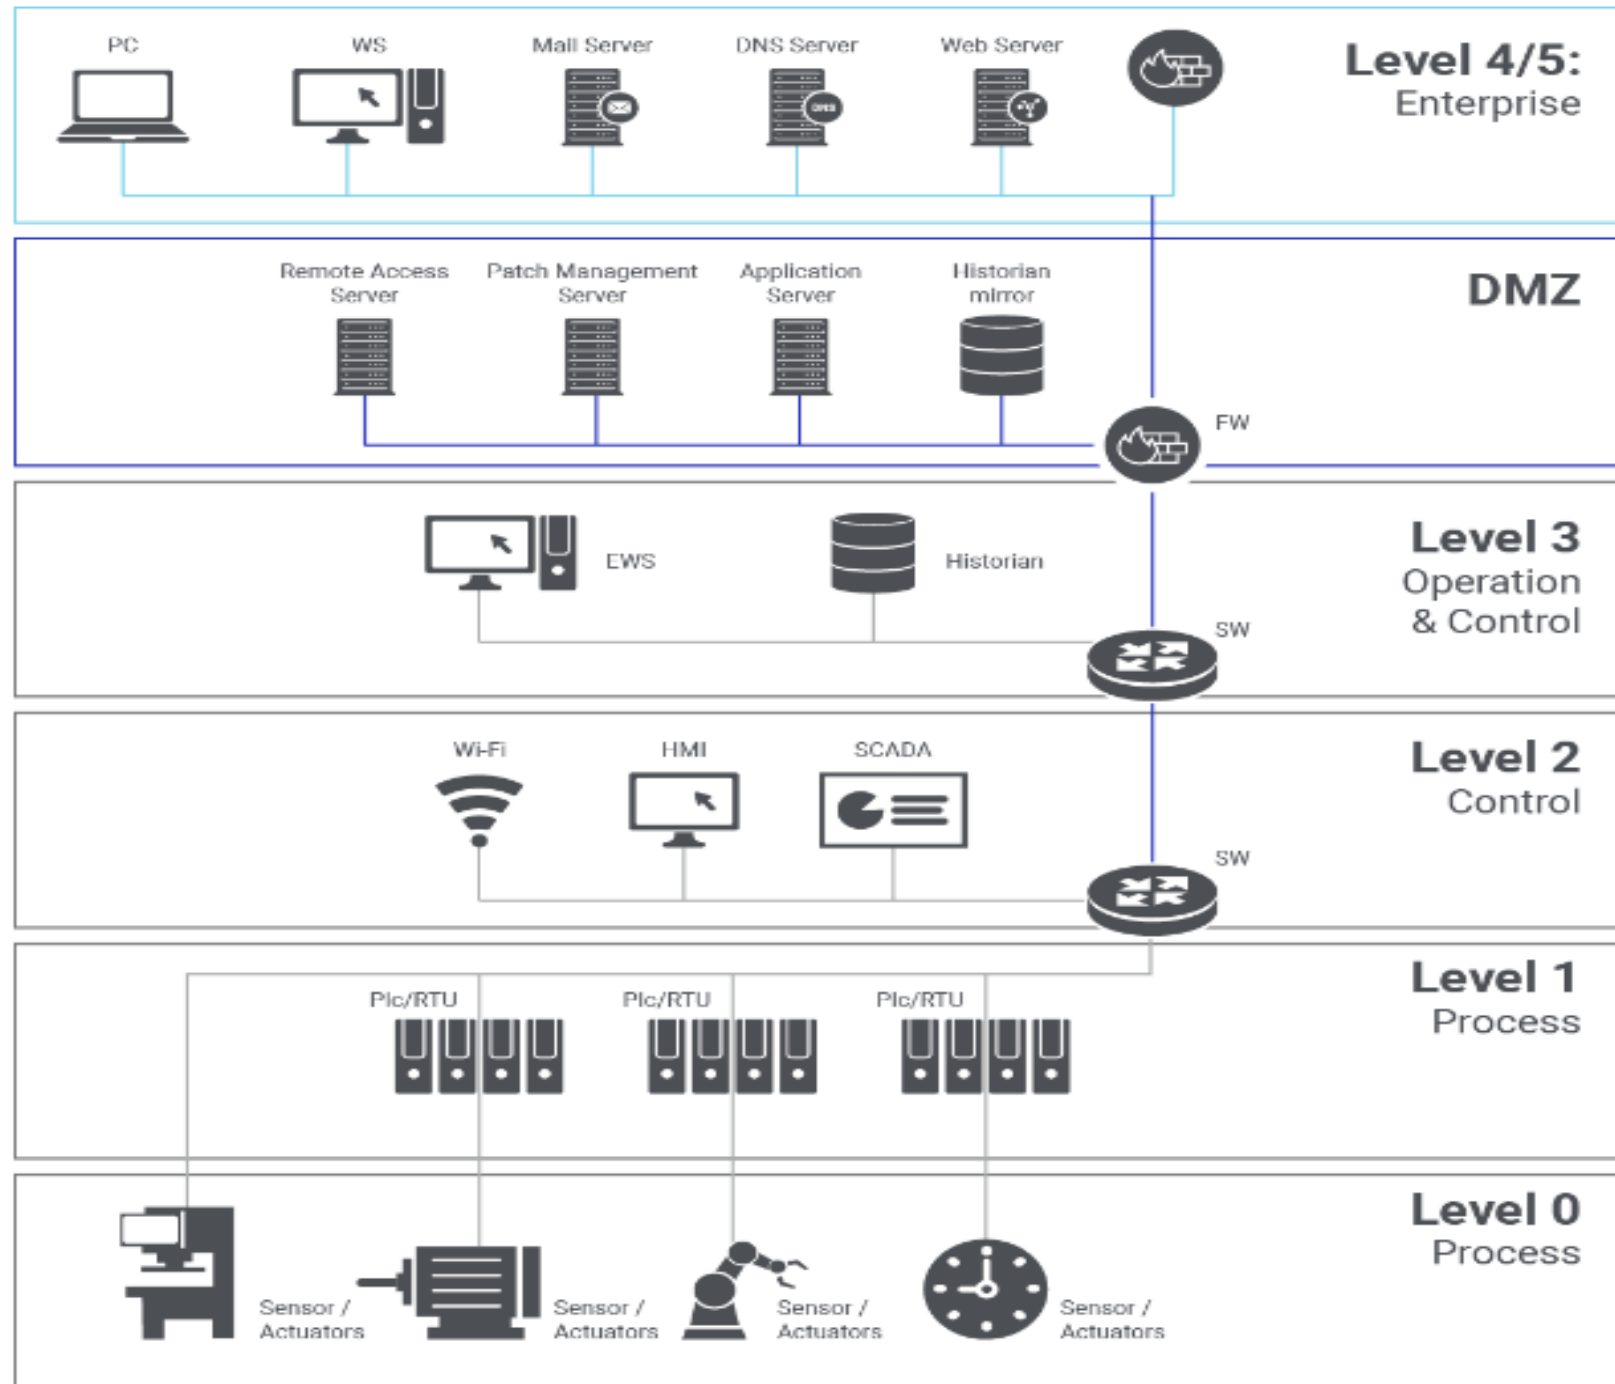 PC
WS
Mail Server
DNS Server
Web Server
Level 4/5:
Enterprise
DNS
Remote Access
Server
Patch Management
Server
Application
Server
Historian
mirror
DMZ
FW
EWS
Historian
Level 3
Operation
& Control
SW
Wi-Fi
HMI
SCADA
Level 2
Control
SW
Plc/RTU
Plc/RTU
Plc/RTU
Level 1
Process
Level 0
Process
Sensor /
Actuators
Sensor /
Actuators
Sensor /
Actuators
Sensor /
Actuators